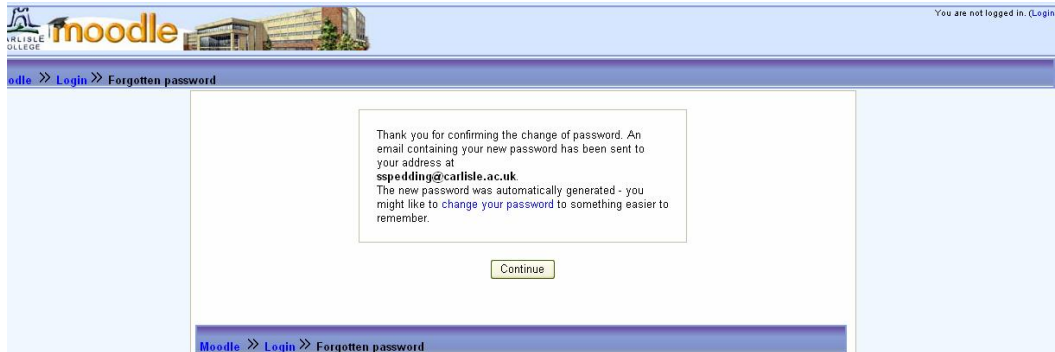 You are not logged in. (Login
CARLISLE
COLLEGE
moodle
odle » Login » Forgotten password
Thank you for confirming the change of password. An
email containing your new password has been sent to
your address at
sspedding@carlisle.ac.uk.
The new password was automatically generated - you
might like to change your password to something easier to
remember.
Continue
Moodle » Login » Forgotten password